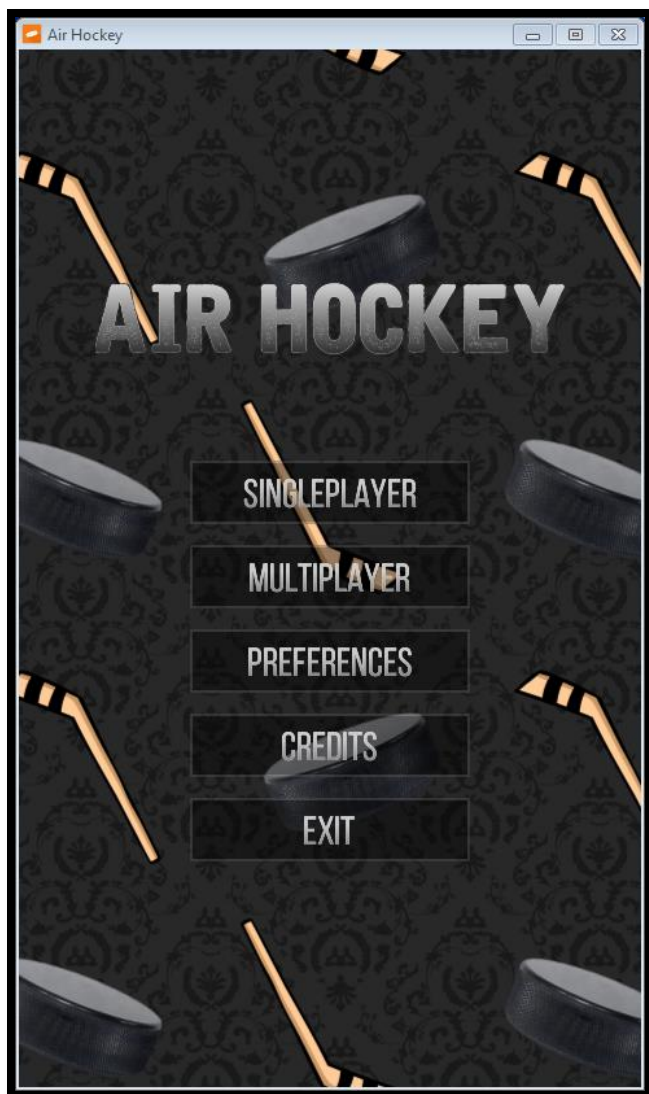 Air Hockey
AIR HOCKEY
SINGLEPLAYER
MULTIPLAYER
PREFERENCES
CREDITS
EXIT